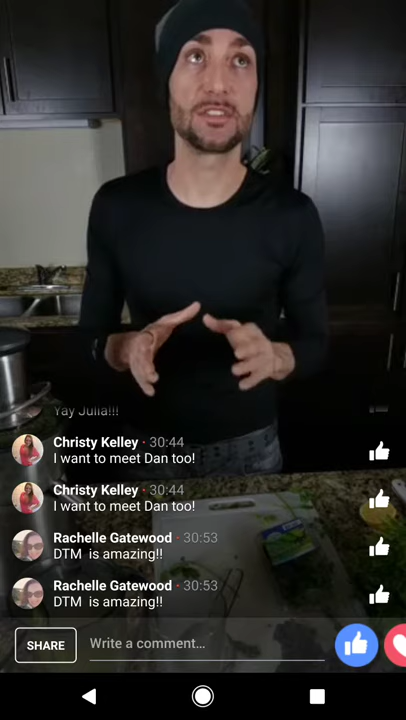 Yay Julia!!!
Christy Kelley · 30:44
I want to meet Dan too!
Christy Kelley · 30:44
I want to meet Dan too!
Rachelle Gatewood · 30:53
DTM is amazing!!
Rachelle Gatewood · 30:53
DTM is amazing!!
SHARE
Write a comment...